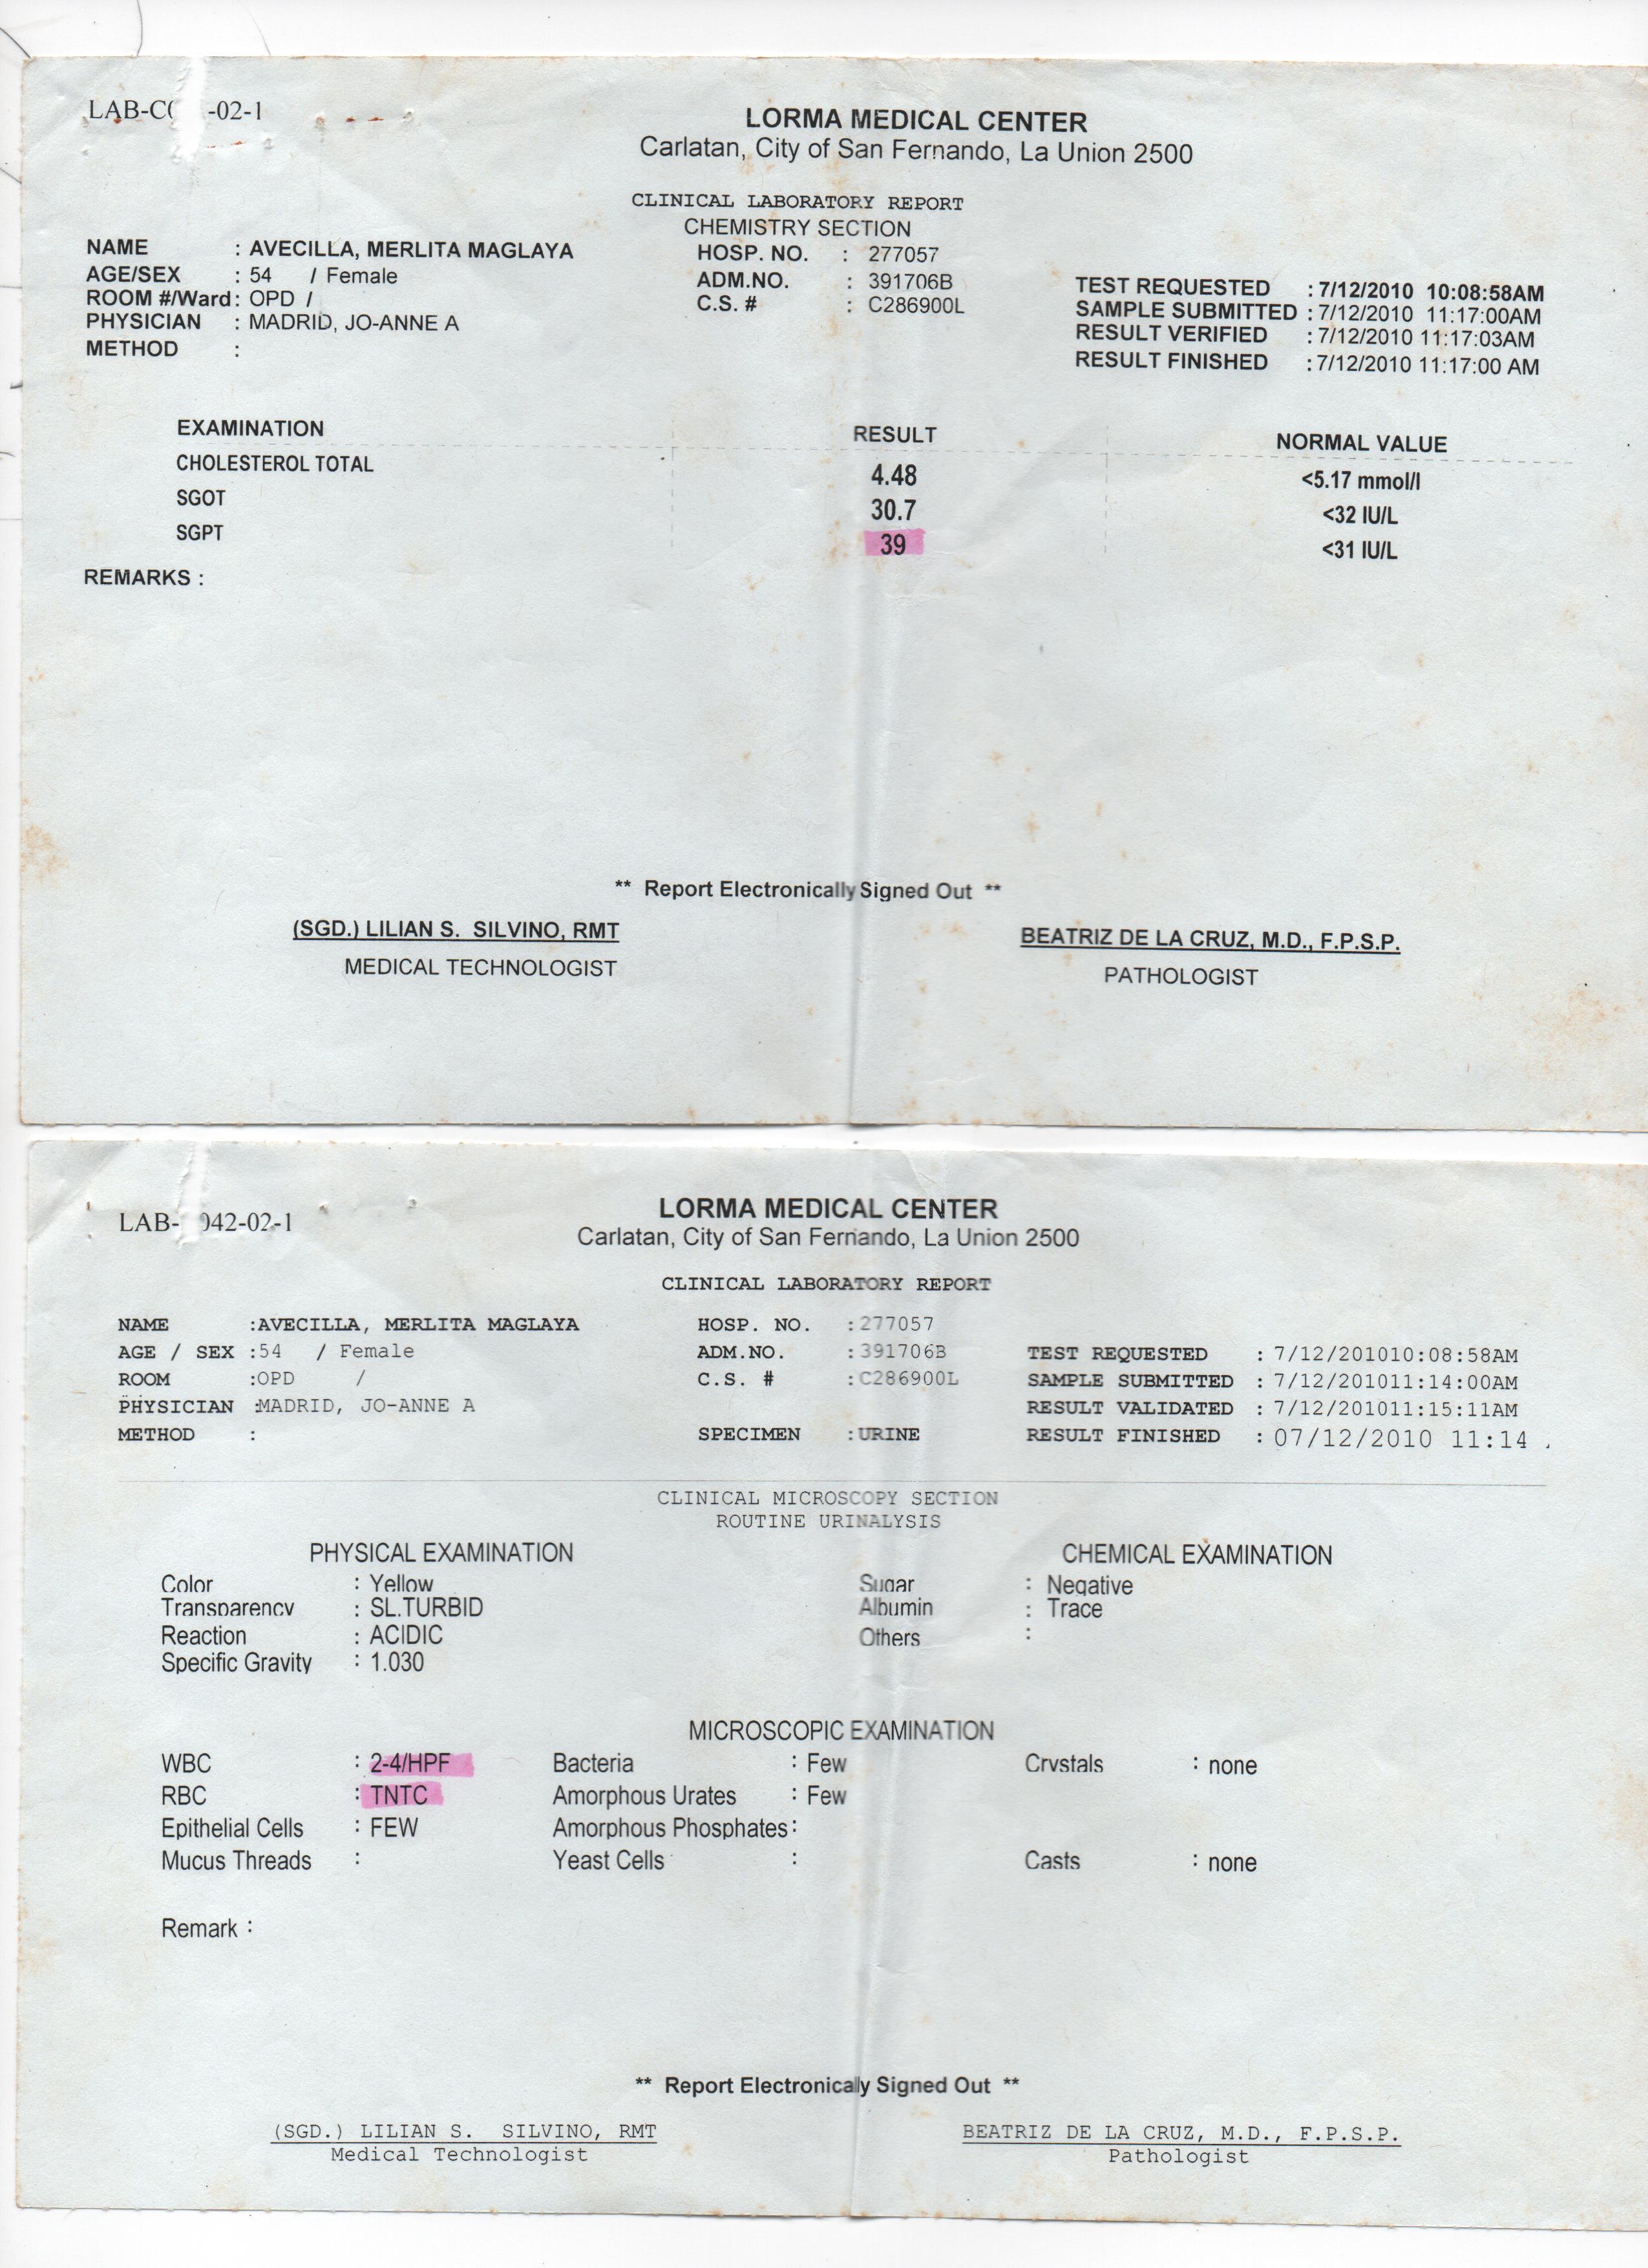 LAB-C0 -02-1
LORMA MEDICAL CENTER
Carlatan, City of San Fernando, La Union 2500
CLINICAL LABORATORY REPORT
CHEMISTRY SECTION
NAME : AVECILLA, MERLITA MAGLAYA HOSP. NO. : 277057
AGE/SEX : 54 / Female ADM.NO. : 391706B TEST REQUESTED : 7/12/2010 10:08:58AM
ROOM #/Ward : OPD / C.S. # : C286900L SAMPLE SUBMITTED : 7/12/2010 11:17:00AM
PHYSICIAN : MADRID, JO-ANNE A RESULT VERIFIED : 7/12/2010 11:17:03AM
METHOD : RESULT FINISHED : 7/12/2010 11:17:00 AM
EXAMINATION RESULT NORMAL VALUE
CHOLESTEROL TOTAL 4.48 <5.17 mmol/l
SGOT 30.7 <32 IU/L
SGPT 39 <31 IU/L
REMARKS :
** Report Electronically Signed Out **
(SGD.) LILIAN S. SILVINO, RMT BEATRIZ DE LA CRUZ, M.D., F.P.S.P.
MEDICAL TECHNOLOGIST PATHOLOGIST
LAB- 042-02-1
LORMA MEDICAL CENTER
Carlatan, City of San Fernando, La Union 2500
CLINICAL LABORATORY REPORT
NAME :AVECILLA, MERLITA MAGLAYA HOSP. NO. :277057
AGE / SEX :54 / Female ADM.NO. :391706B TEST REQUESTED : 7/12/201010:08:58AM
ROOM :OPD / C.S. # :C286900L SAMPLE SUBMITTED : 7/12/201011:14:00AM
PHYSICIAN :MADRID, JO-ANNE A RESULT VALIDATED : 7/12/201011:15:11AM
METHOD : SPECIMEN :URINE RESULT FINISHED : 07/12/2010 11:14
CLINICAL MICROSCOPY SECTION
ROUTINE URINALYSIS
PHYSICAL EXAMINATION CHEMICAL EXAMINATION
Color : Yellow Sugar : Negative
Transparency : SL.TURBID Albumin : Trace
Reaction : ACIDIC Others :
Specific Gravity : 1.030
MICROSCOPIC EXAMINATION
WBC : 2-4/HPF Bacteria : Few Crystals : none
RBC : TNTC Amorphous Urates : Few
Epithelial Cells : FEW Amorphous Phosphates :
Mucus Threads : Yeast Cells : Casts : none
Remark :
** Report Electronically Signed Out **
(SGD.) LILIAN S. SILVINO, RMT BEATRIZ DE LA CRUZ, M.D., F.P.S.P.
Medical Technologist Pathologist